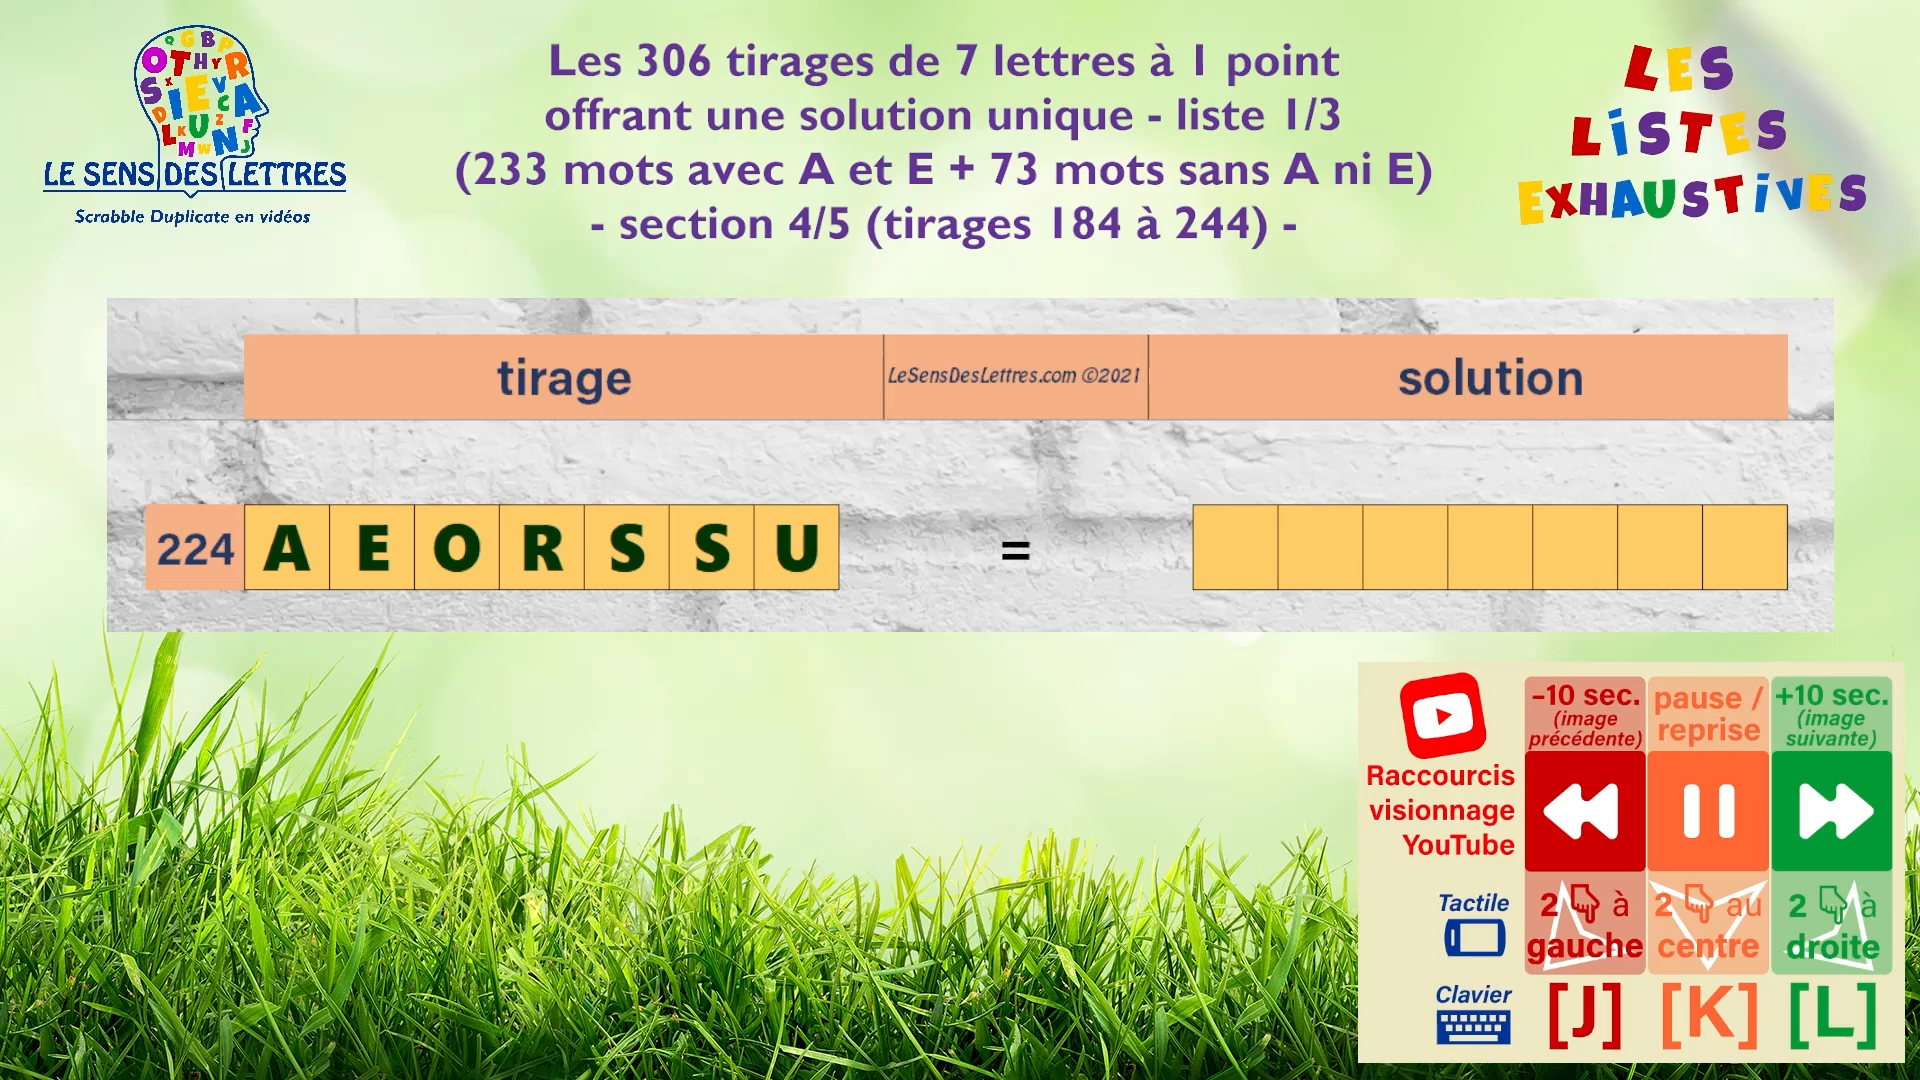 LE SENS DES LETTRES
Scrabble Duplicate en vidéos
Les 306 tirages de 7 lettres à 1 point
offrant une solution unique - liste 1/3
(233 mots avec A et E + 73 mots sans A ni E)
- section 4/5 (tirages 184 à 244) -
LES
LiSTES
EXHAUSTiVES
tirage
LeSensDesLettres.com ©2021
solution
224 A E O R S S U =
-10 sec.
(image
précédente)
pause /
reprise
+10 sec.
(image
suivante)
Raccourcis
visionnage
YouTube
Tactile
2 à
gauche
2 au
centre
2 à
droite
Clavier
[J] [K] [L]